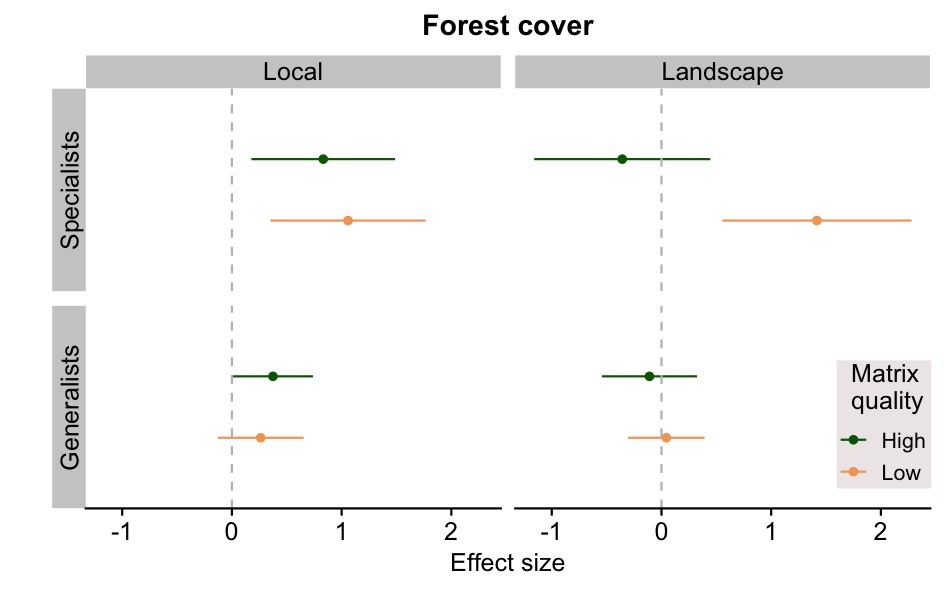 Forest cover
Local
Landscape
Specialists
Generalists
Matrix
quality
High
Low
-1 0 1 2 -1 0 1 2
Effect size